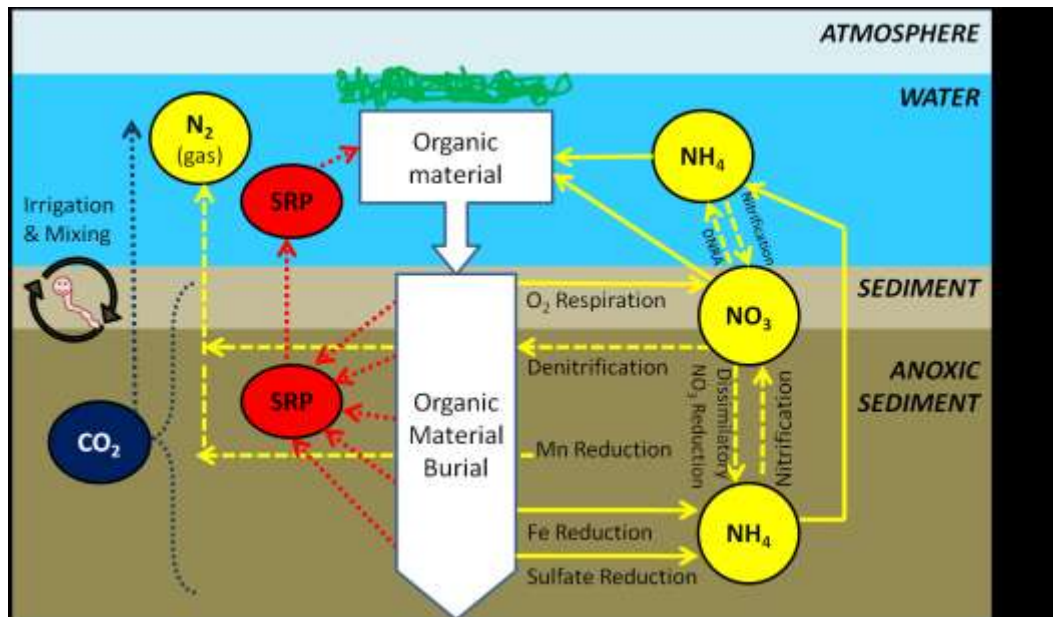 ATMOSPHERE
WATER
N₂
(gas)
Organic
material
NH₄
SRP
Irrigation
& Mixing
Nitrification
DNRA
SEDIMENT
O₂ Respiration
NO₃
Denitrification
ANOXIC
SEDIMENT
SRP
Dissimilatory
NO₃ Reduction
Nitrification
Organic
Material
Burial
CO₂
Mn Reduction
Fe Reduction
NH₄
Sulfate Reduction